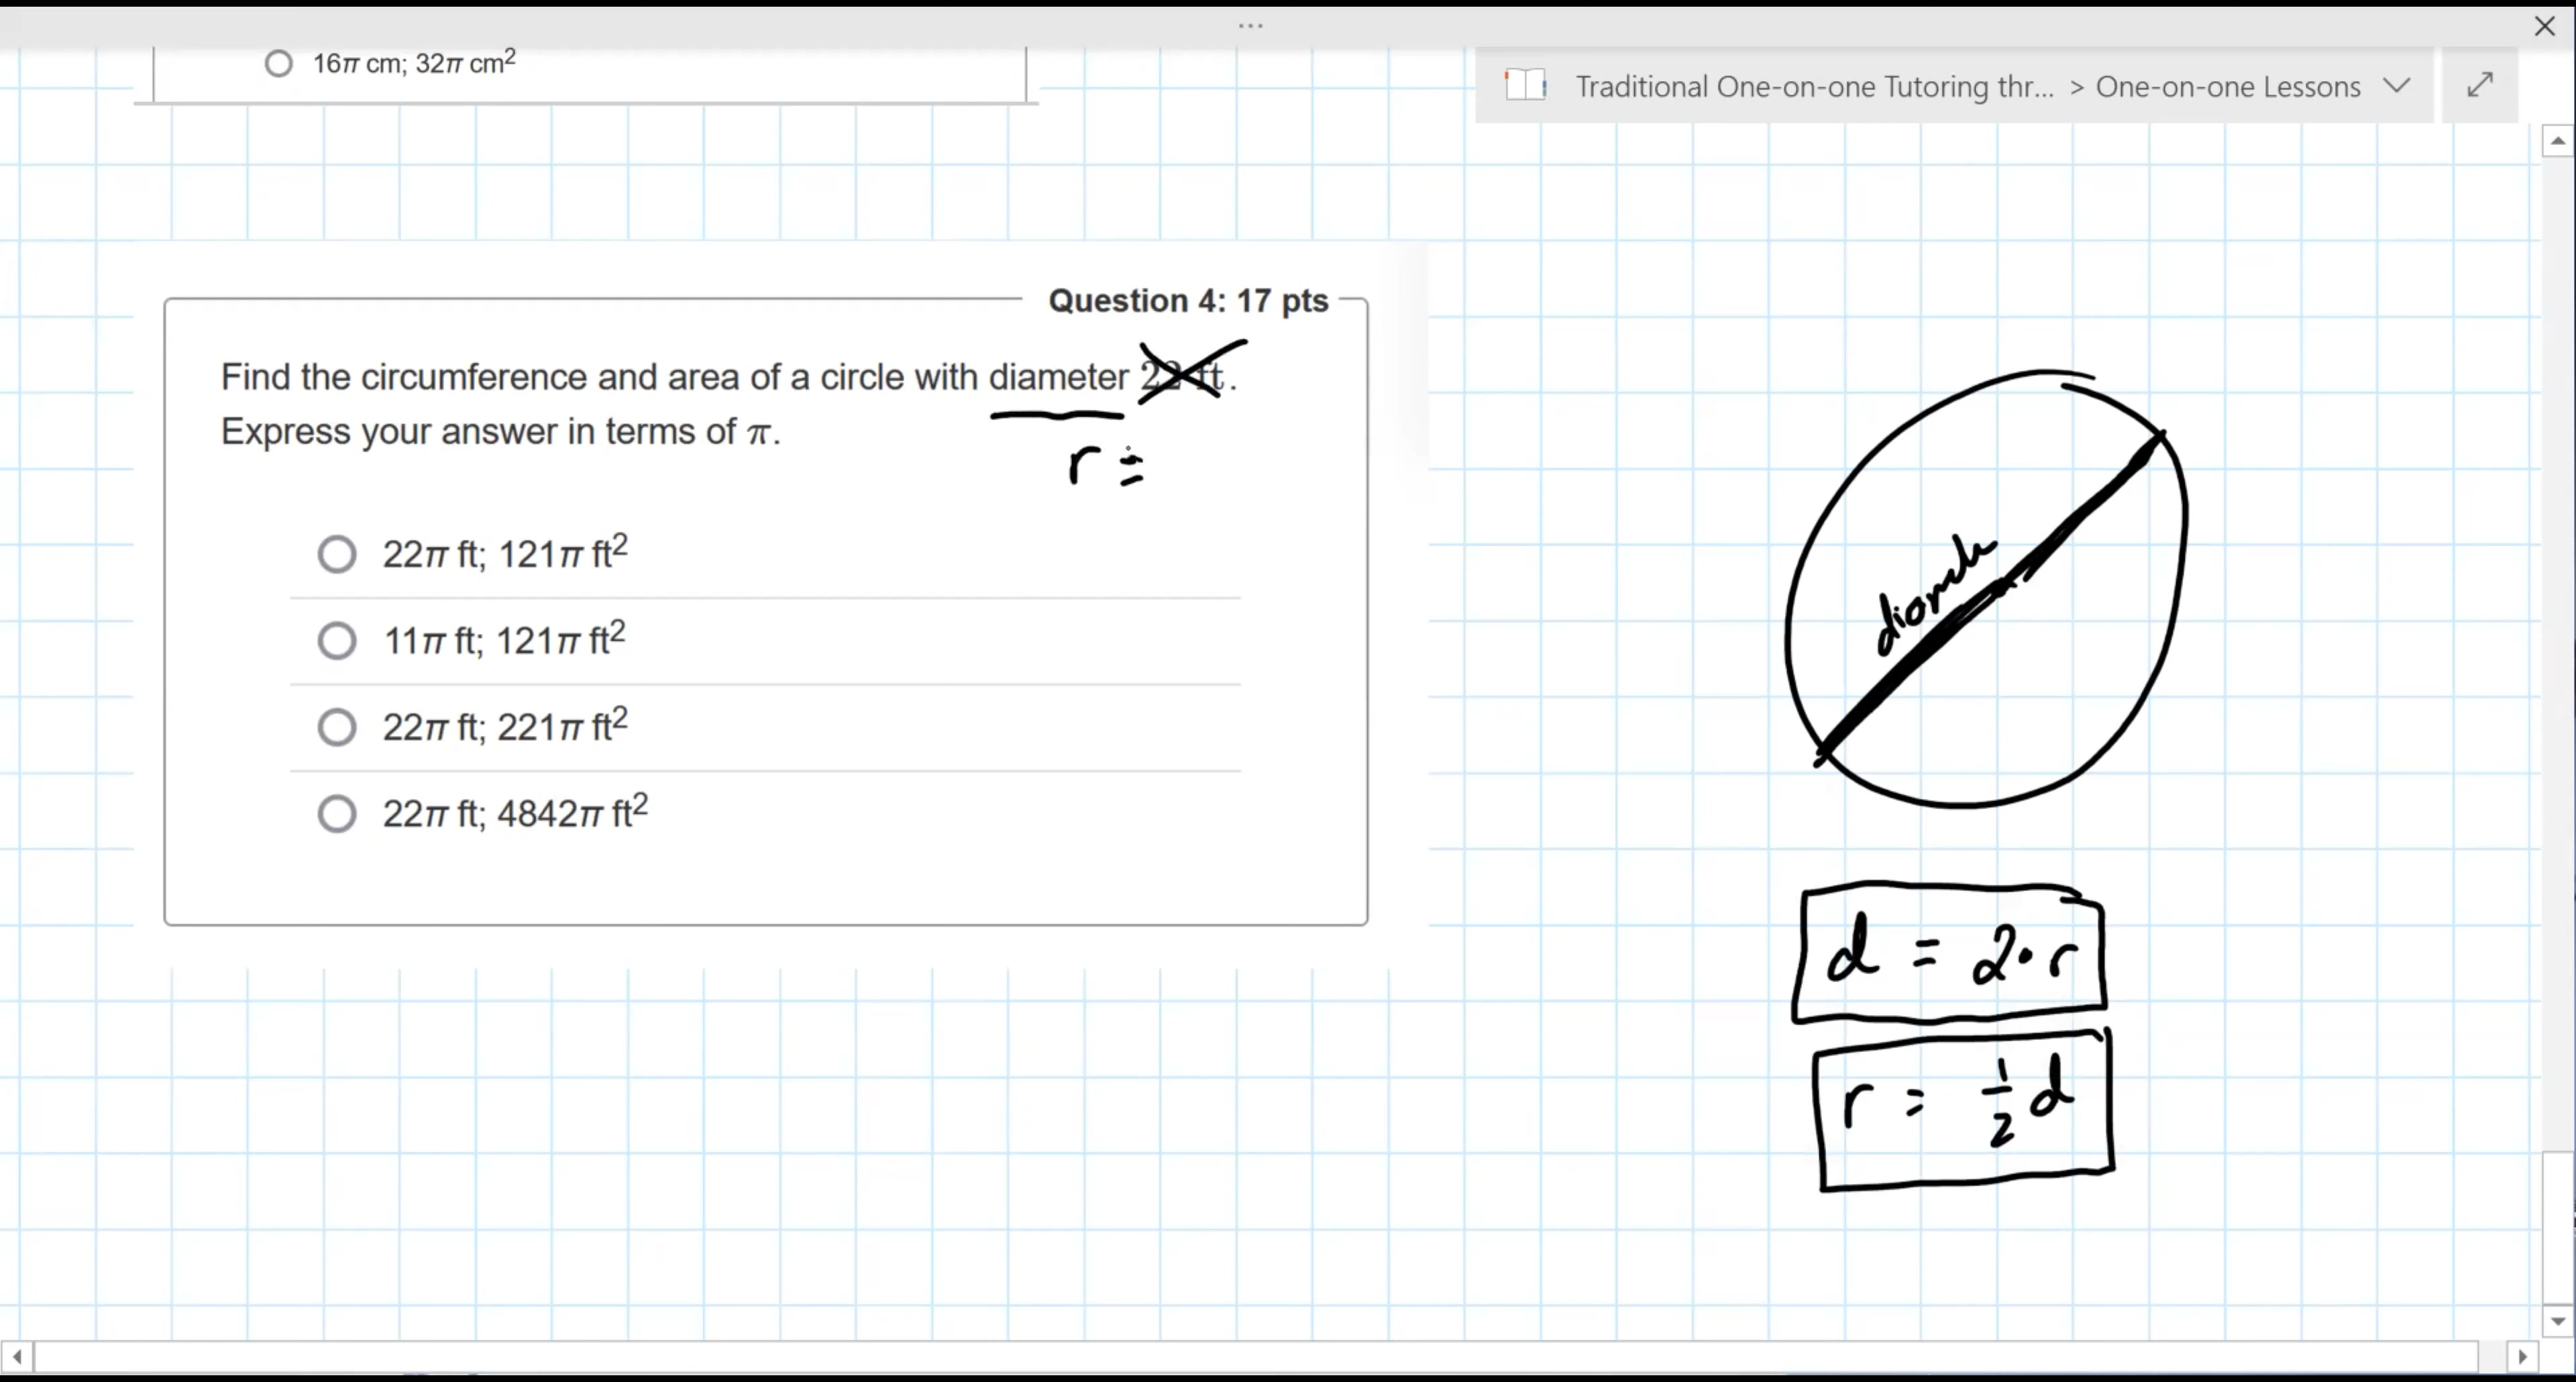 16π cm; 32π cm²
Traditional One-on-one Tutoring thr... > One-on-one Lessons
Question 4: 17 pts
Find the circumference and area of a circle with diameter 22 ft.
Express your answer in terms of π.
r =
22π ft; 121π ft²
11π ft; 121π ft²
22π ft; 221π ft²
22π ft; 4842π ft²
d = 2·r
r = ½d